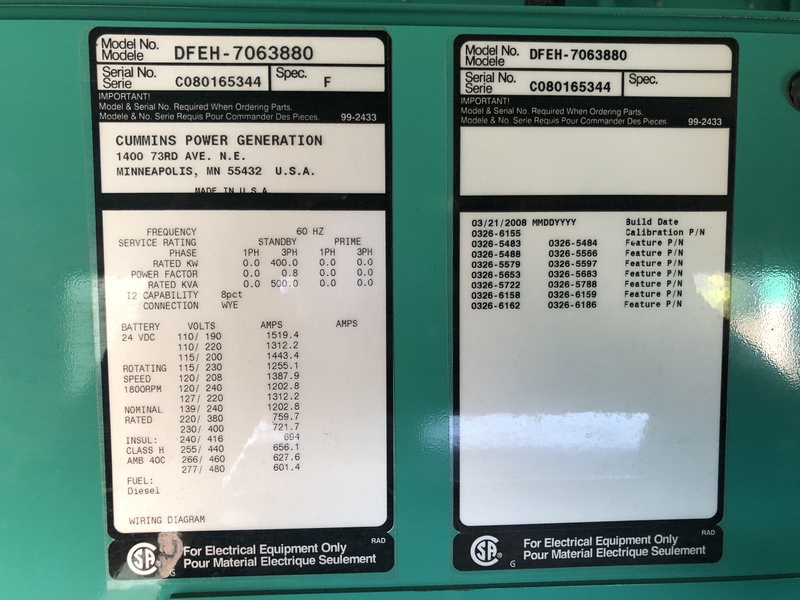 Model No. DFEH-7063880
Modele
Serial No. C080165344 Spec. F
Serie
IMPORTANT!
Model & Serial No. Required When Ordering Parts.
Modele & No. Serie Requis Pour Commander Des Pieces. 99-2433
CUMMINS POWER GENERATION
1400 73RD AVE. N.E.
MINNEAPOLIS, MN 55432 U.S.A.
MADE IN U.S.A.
FREQUENCY 60 HZ
SERVICE RATING STANDBY PRIME
PHASE 1PH 3PH 1PH 3PH
RATED KW 0.0 400.0 0.0 0.0
POWER FACTOR 0.0 0.8 0.0 0.0
RATED KVA 0.0 500.0 0.0 0.0
I2 CAPABILITY 8pct
CONNECTION WYE
BATTERY VOLTS AMPS AMPS
24 VDC 110/ 190 1519.4
110/ 220 1312.2
115/ 200 1443.4
ROTATING 115/ 230 1255.1
SPEED 120/ 208 1387.9
1800RPM 120/ 240 1202.8
127/ 220 1312.2
NOMINAL 139/ 240 1202.8
RATED 220/ 380 759.7
230/ 400 721.7
INSUL: 240/ 416 694
CLASS H 255/ 440 656.1
AMB 40C 266/ 460 627.6
277/ 480 601.4
FUEL:
Diesel
WIRING DIAGRAM
RAD
CSA For Electrical Equipment Only
G Pour Material Electrique Seulement
Model No. DFEH-7063880
Modele
Serial No. C080165344 Spec.
Serie
IMPORTANT!
Model & Serial No. Required When Ordering Parts.
Modele & No. Serie Requis Pour Commander Des Pieces. 99-2433
03/21/2008 MMDDYYYY Build Date
0326-6155 Calibration P/N
0326-5483 0326-5484 Feature P/N
0326-5488 0326-5566 Feature P/N
0326-5579 0326-5597 Feature P/N
0326-5653 0326-5683 Feature P/N
0326-5722 0326-5788 Feature P/N
0326-6158 0326-6159 Feature P/N
0326-6162 0326-6186 Feature P/N
RAD
CSA For Electrical Equipment Only
G Pour Material Electrique Seulement